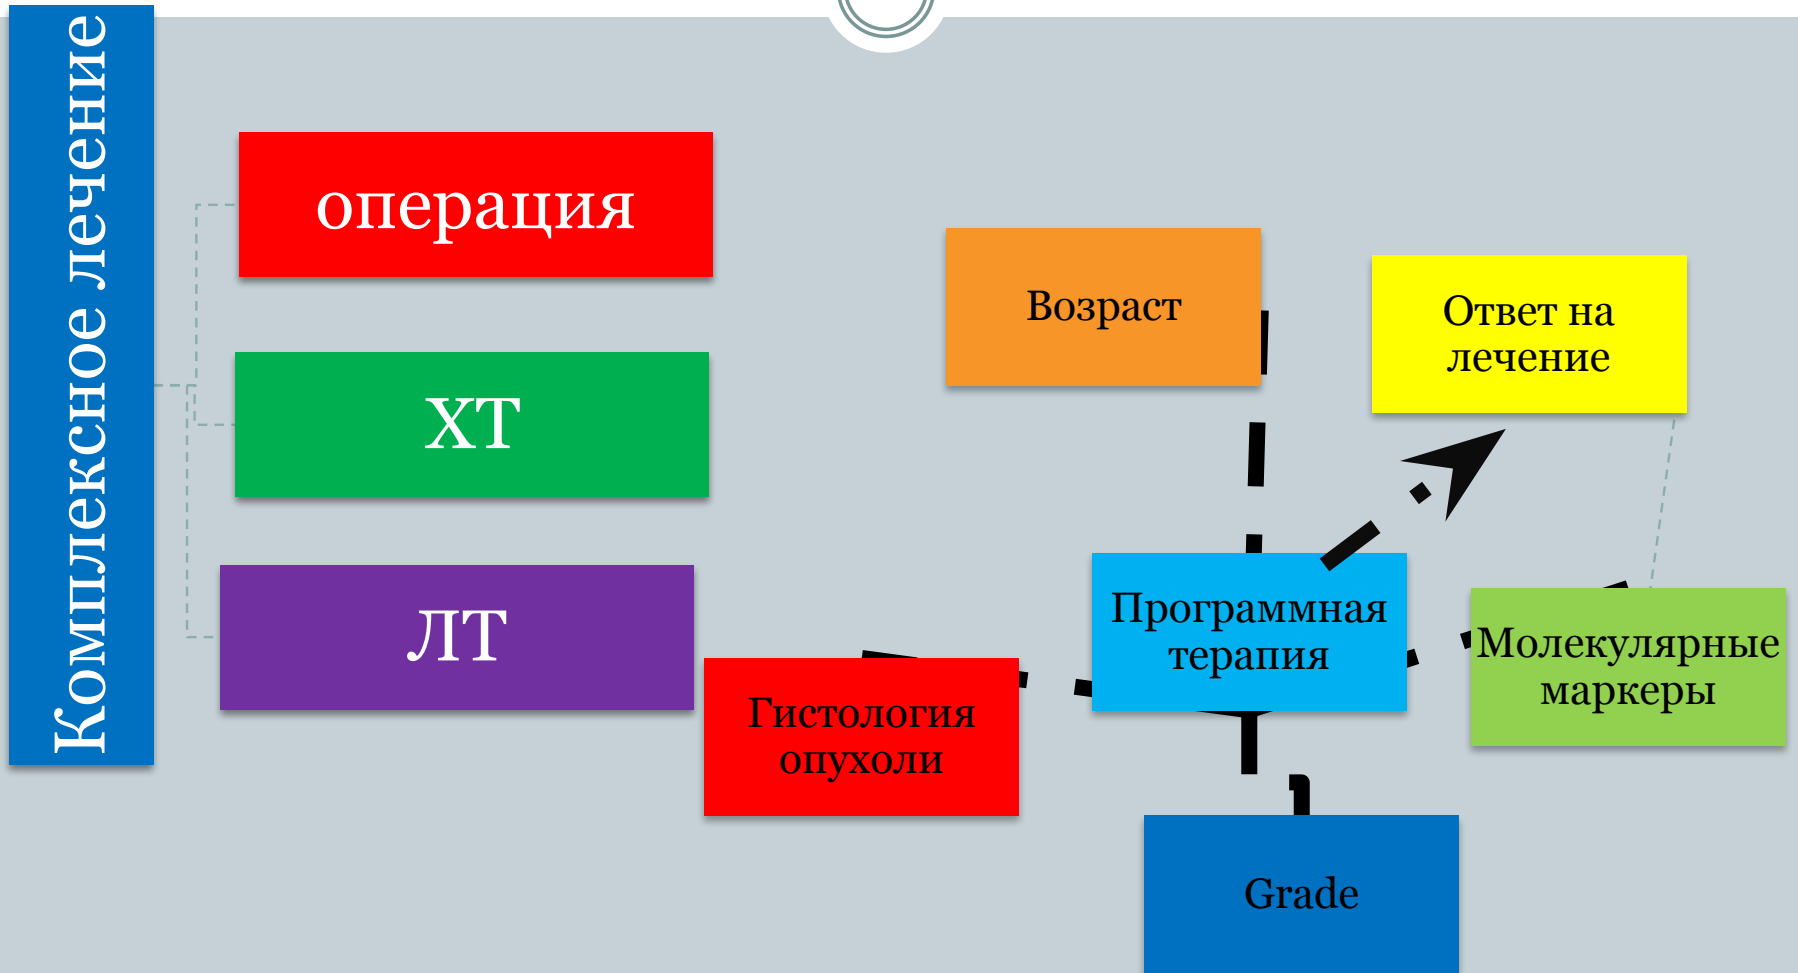 Комплексное лечение
операция
ХТ
ЛТ
Возраст
Ответ на
лечение
Программная
терапия
Молекулярные
маркеры
Гистология
опухоли
Grade